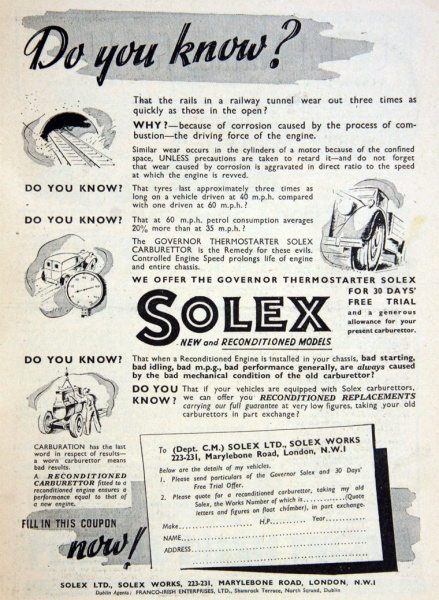 Do you know?
That the rails in a railway tunnel wear out three times as
quickly as those in the open?
WHY?—because of corrosion caused by the process of com-
bustion—the driving force of the engine.
Similar wear occurs in the cylinders of a motor because of the confined
space, UNLESS precautions are taken to retard it—and do not forget
that wear caused by corrosion is aggravated in direct ratio to the speed
at which the engine is revved.
DO YOU KNOW? That tyres last approximately three times as
long on a vehicle driven at 40 m.p.h. compared
with one driven at 60 m.p.h.?
DO YOU KNOW? That at 60 m.p.h. petrol consumption averages
20% more than at 35 m.p.h.?
The GOVERNOR THERMOSTARTER SOLEX
CARBURETTOR is the Remedy for these evils.
Controlled Engine Speed prolongs life of engine
and entire chassis.
WE OFFER THE GOVERNOR THERMOSTARTER SOLEX
FOR 30 DAYS'
FREE TRIAL
and a generous
allowance for your
present carburettor.
SOLEX
NEW and RECONDITIONED MODELS
DO YOU KNOW? That when a Reconditioned Engine is installed in your chassis, bad starting,
bad idling, bad m.p.g., bad performance generally, are always caused
by the bad mechanical condition of the old carburettor?
DO YOU KNOW? That if your vehicles are equipped with Solex carburettors,
we can offer you RECONDITIONED REPLACEMENTS
carrying our full guarantee at very low figures, taking your old
carburettors in part exchange?
CARBURATION has the last
word in respect of results—
a worn carburettor means
bad results.
A RECONDITIONED
CARBURETTOR fitted to a
reconditioned engine ensures a
performance equal to that of
a new engine.
FILL IN THIS COUPON
now!
To (Dept. C.M.) SOLEX LTD., SOLEX WORKS
223-231, Marylebone Road, London, N.W.1
Below are the details of my vehicles.
1. Please send particulars of the Governor Solex and 30 Days'
Free Trial Offer.
2. Please quote for a reconditioned carburettor, taking my old
Solex, the Works Number of which is............(Quote
letters and figures on float chamber), in part exchange.
Make............ H.P............ Year............
NAME............
ADDRESS............
SOLEX LTD., SOLEX WORKS, 223-231, MARYLEBONE ROAD, LONDON, N.W.1
Dublin Agents: FRANCO-IRISH ENTERPRISES, LTD., Shamrock Terrace, North Strand, Dublin